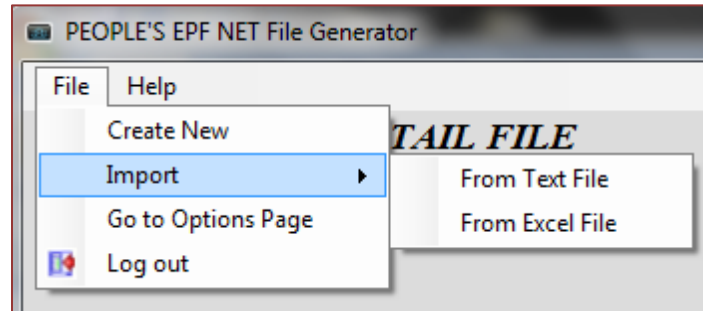 PEOPLE'S EPF NET File Generator
File Help
Create New
TAIL FILE
Import
From Text File
Go to Options Page
From Excel File
Log out